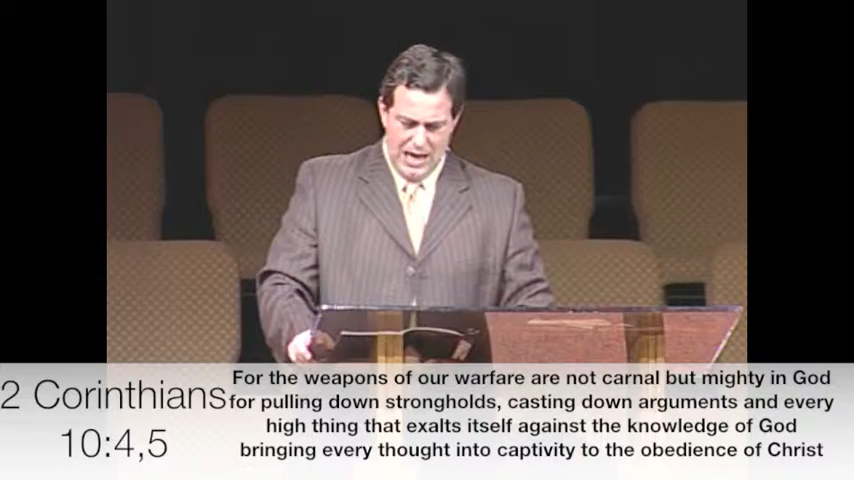 2 Corinthians
10:4,5
For the weapons of our warfare are not carnal but mighty in God
for pulling down strongholds, casting down arguments and every
high thing that exalts itself against the knowledge of God
bringing every thought into captivity to the obedience of Christ